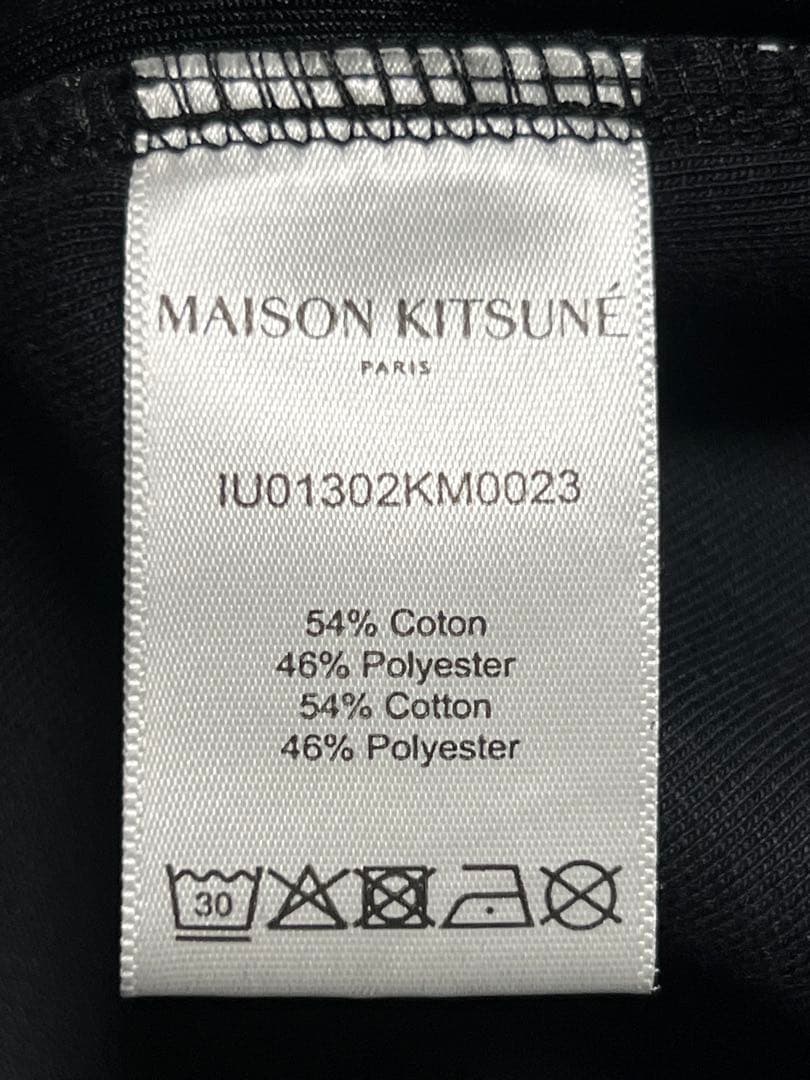 MAISON KITSUNÉ
PARIS
IU01302KM0023
54% Coton
46% Polyester
54% Cotton
46% Polyester
30